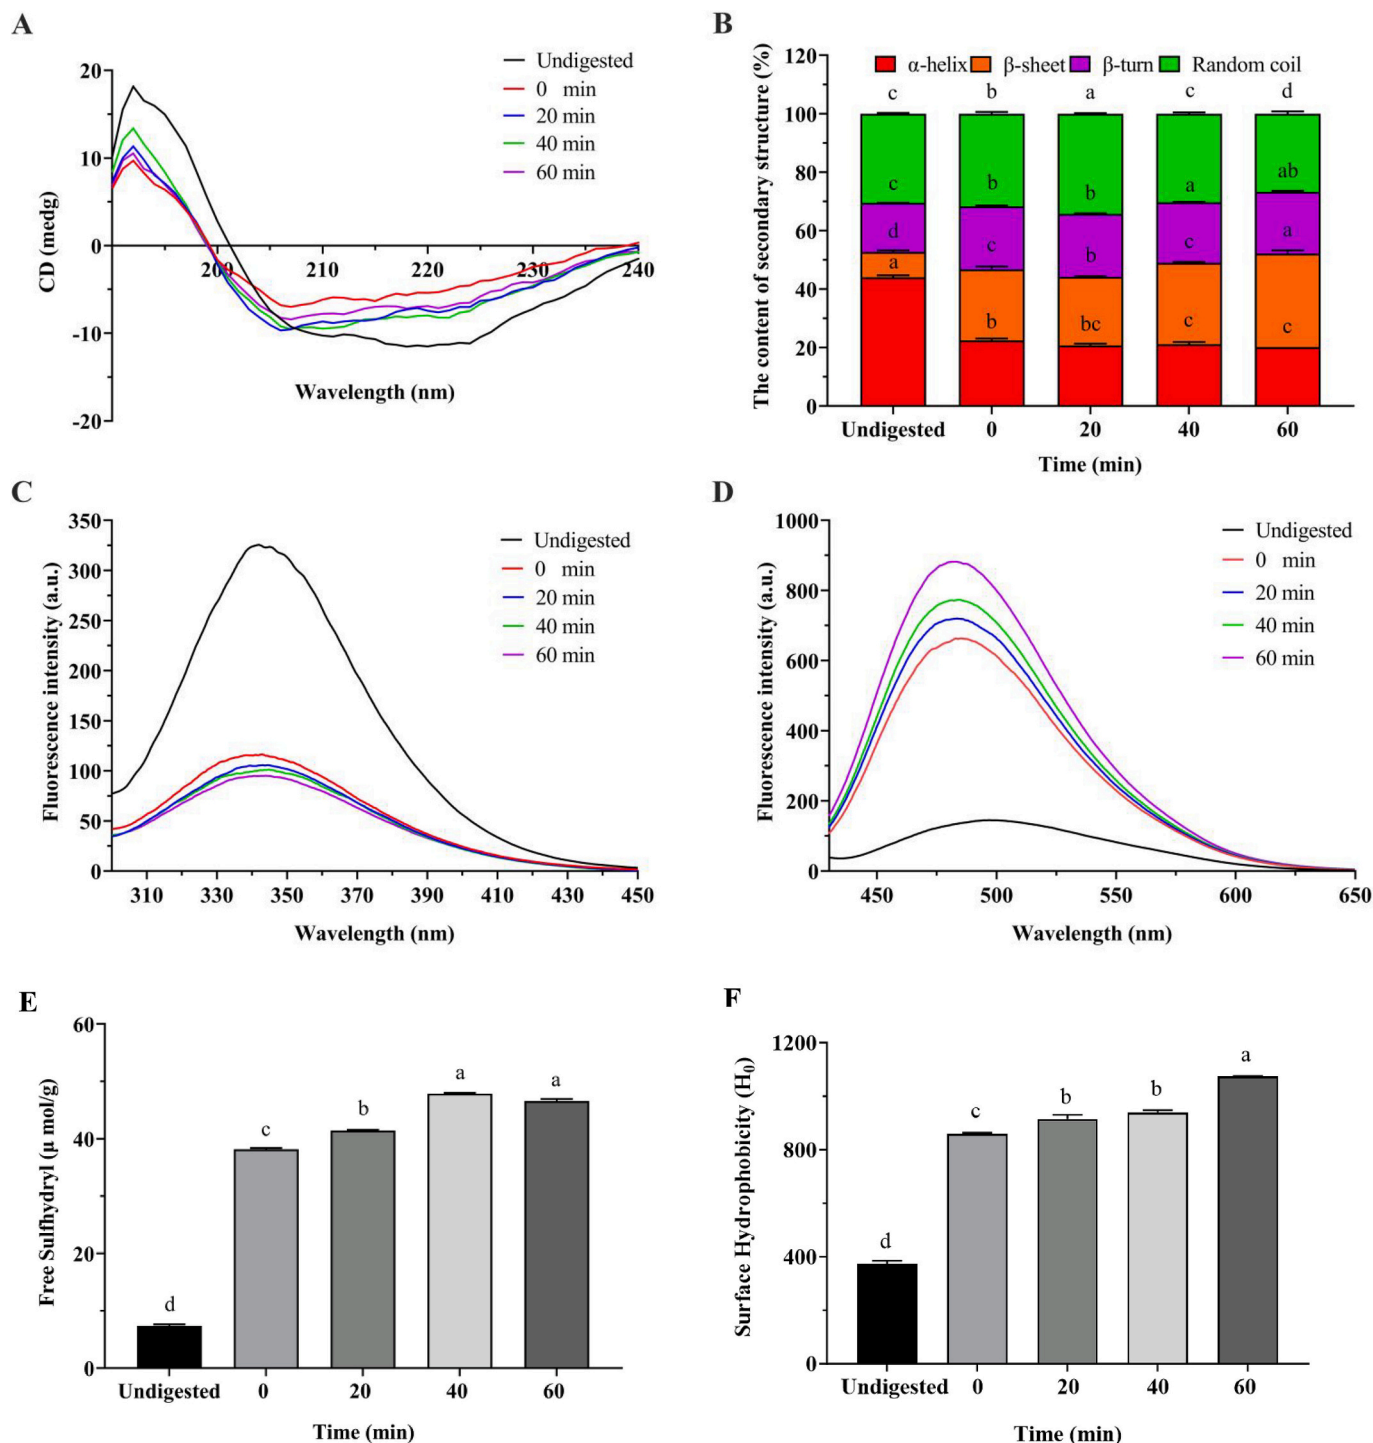 A
Undigested
0 min
20 min
40 min
60 min
20
10
0
-10
-20
CD (medg)
200
210
220
230
240
Wavelength (nm)
B
α-helix
β-sheet
β-turn
Random coil
120
100
80
60
40
20
0
The content of secondary structure (%)
c b a c d
c b b a ab
d c b c a
a b bc c c
Undigested 0 20 40 60
Time (min)
C
Undigested
0 min
20 min
40 min
60 min
350
300
250
200
150
100
50
0
Fluorescence intensity (a.u.)
310 330 350 370 390 410 430 450
Wavelength (nm)
D
Undigested
0 min
20 min
40 min
60 min
1000
800
600
400
200
0
Fluorescence intensity (a.u.)
450 500 550 600 650
Wavelength (nm)
E
60
40
20
0
Free Sulfhydryl (μ mol/g)
d c b a a
Undigested 0 20 40 60
Time (min)
F
1200
800
400
0
Surface Hydrophobicity (H₀)
d c b b a
Undigested 0 20 40 60
Time (min)